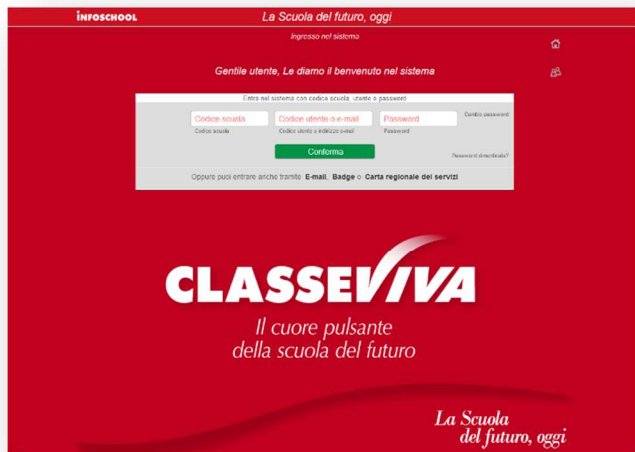 INFOSCHOOL
La Scuola del futuro, oggi
Ingresso nel sistema
Gentile utente, Le diamo il benvenuto nel sistema
Entra nel sistema con codice scuola, utente e password
Codice scuola Codice utente o e-mail Password Cambio password
Codice scuola Codice utente o indirizzo e-mail Password
Conferma
Password dimenticata?
Oppure puoi entrare anche tramite E-mail, Badge o Carta regionale dei servizi
CLASSEVIVA
Il cuore pulsante
della scuola del futuro
La Scuola
del futuro, oggi